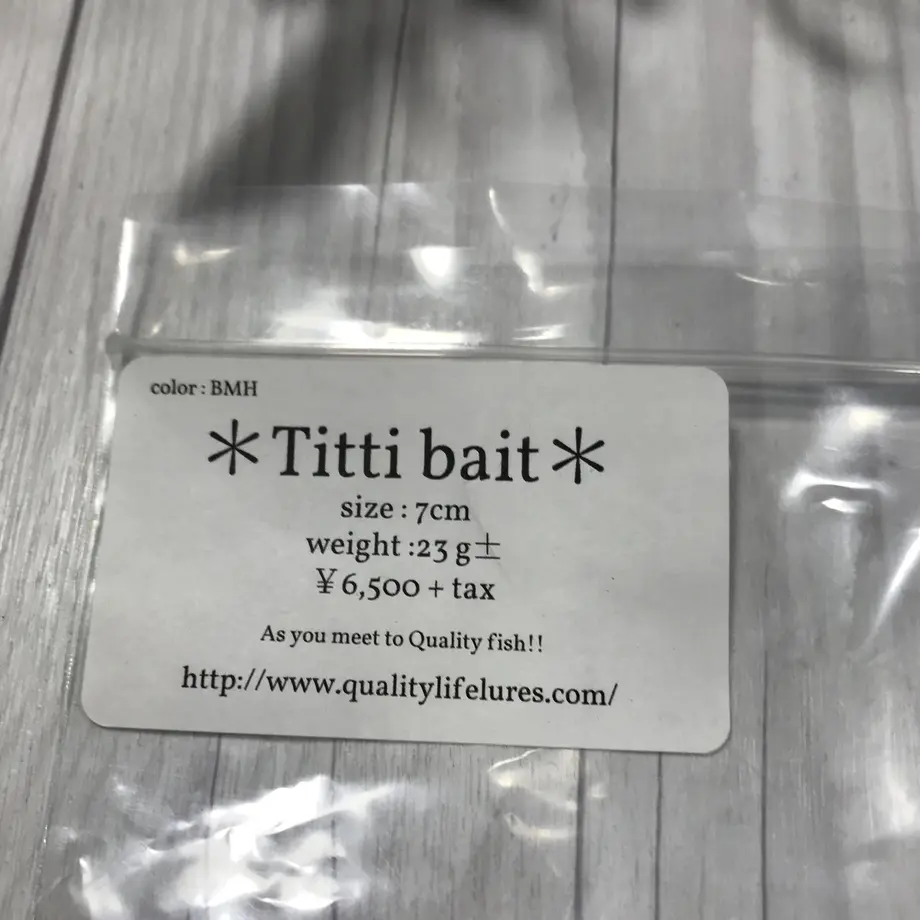 color : BMH
＊Titti bait＊
size : 7cm
weight :23 g±
¥6,500 + tax
As you meet to Quality fish!!
http://www.qualitylifelures.com/